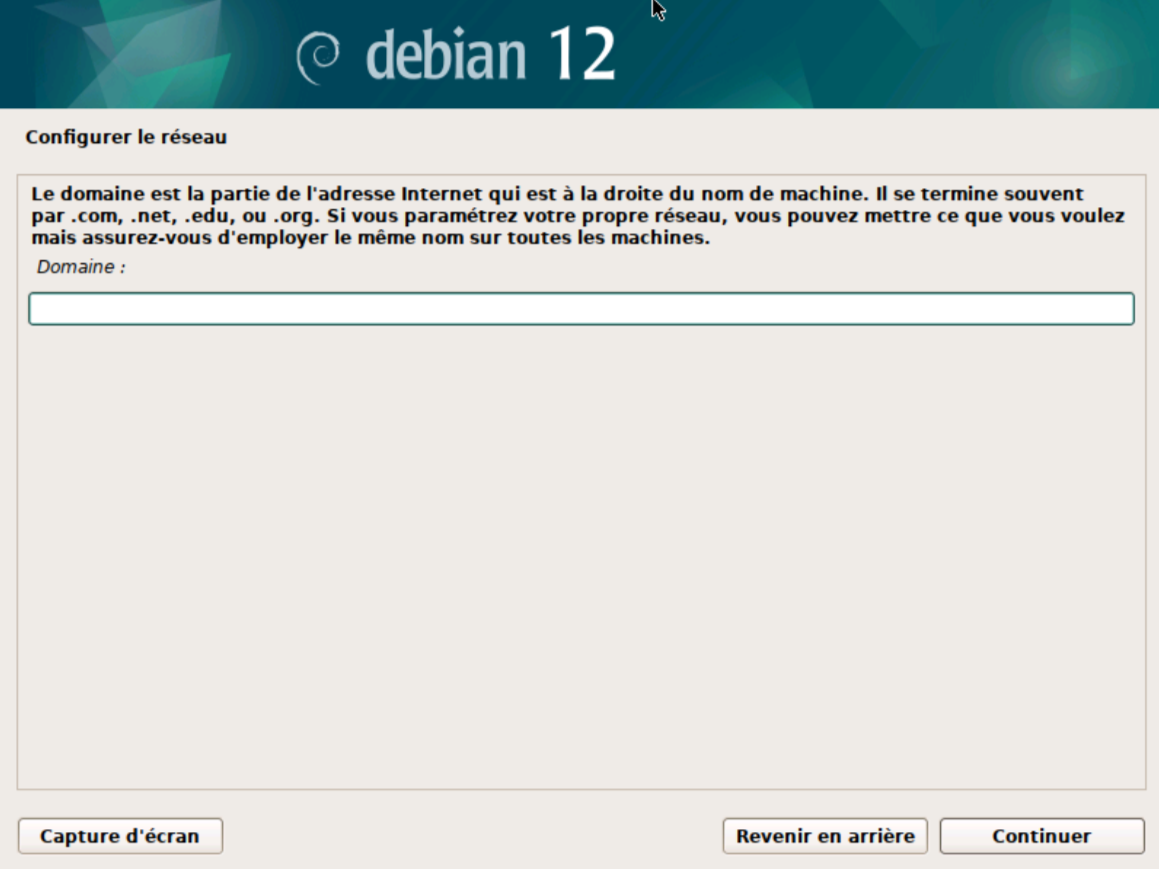 debian 12
Configurer le réseau
Le domaine est la partie de l'adresse Internet qui est à la droite du nom de machine. Il se termine souvent
par .com, .net, .edu, ou .org. Si vous paramétrez votre propre réseau, vous pouvez mettre ce que vous voulez
mais assurez-vous d'employer le même nom sur toutes les machines.
Domaine :
Capture d'écran
Revenir en arrière
Continuer